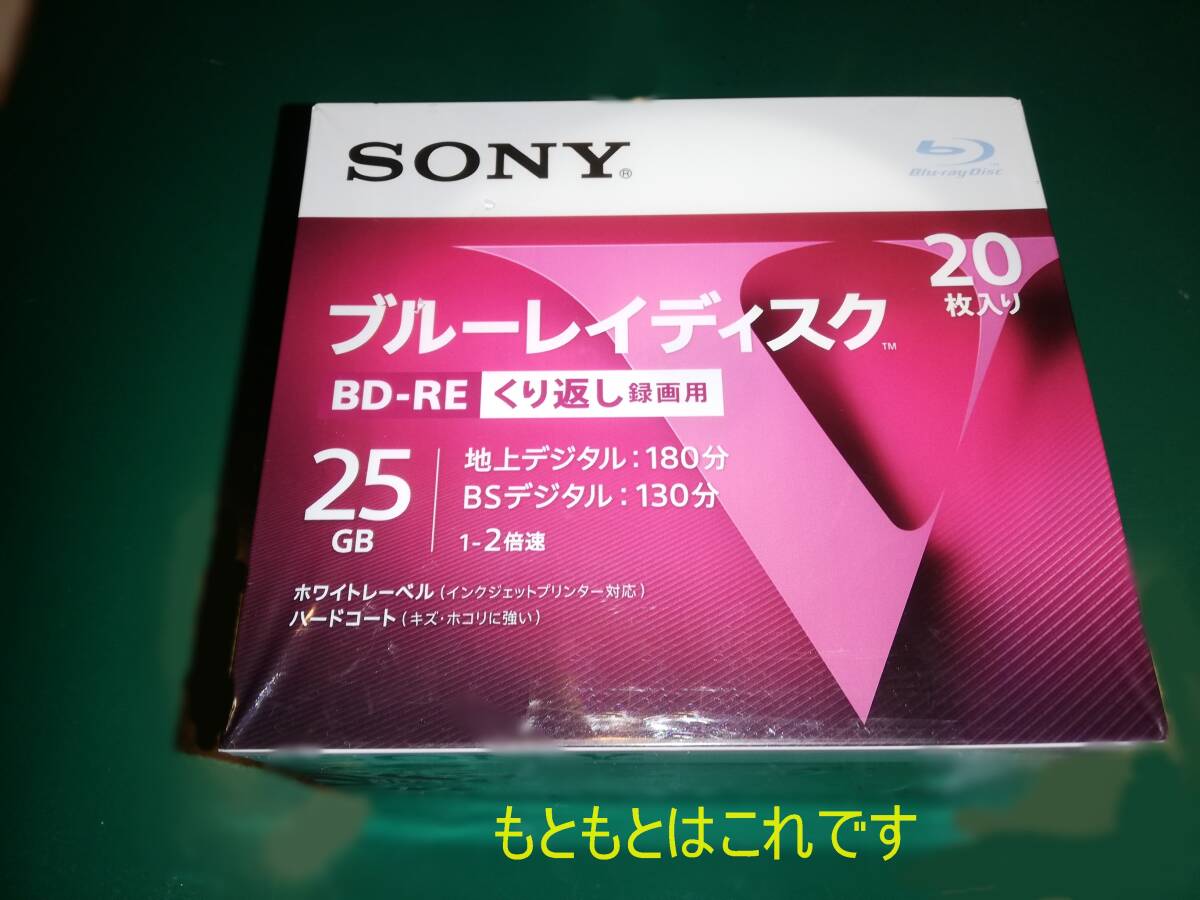 SONY®
Blu-ray Disc™
20
枚入り
ブルーレイディスク™
BD-RE くり返し録画用
25
GB
地上デジタル：180分
BSデジタル：130分
1-2倍速
ホワイトレーベル（インクジェットプリンター対応）
ハードコート（キズ・ホコリに強い）
もともとはこれです